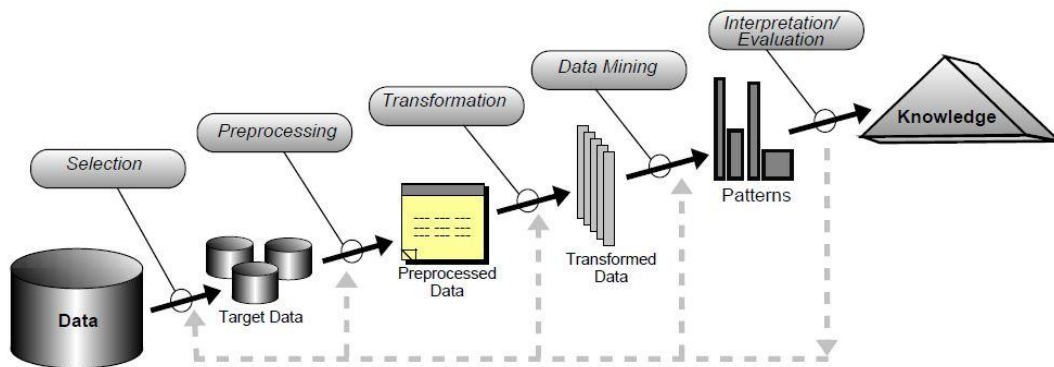 Interpretation/
Evaluation
Data Mining
Transformation
Preprocessing
Selection
Knowledge
Patterns
Transformed
Data
Preprocessed
Data
Target Data
Data